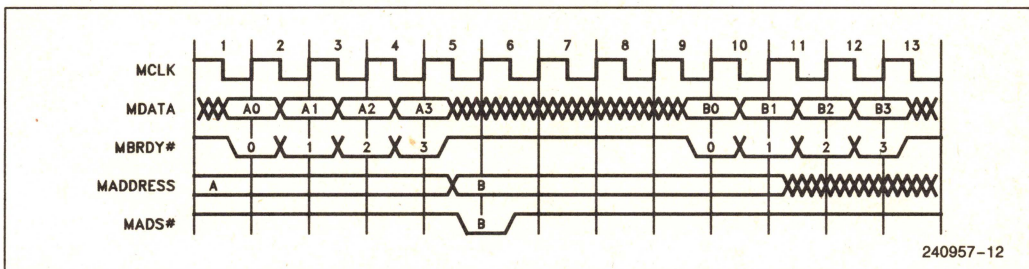 1 2 3 4 5 6 7 8 9 10 11 12 13
MCLK
MDATA A0 A1 A2 A3 B0 B1 B2 B3
MBRDY# 0 1 2 3 0 1 2 3
MADDRESS A B
MADS# B
240957-12